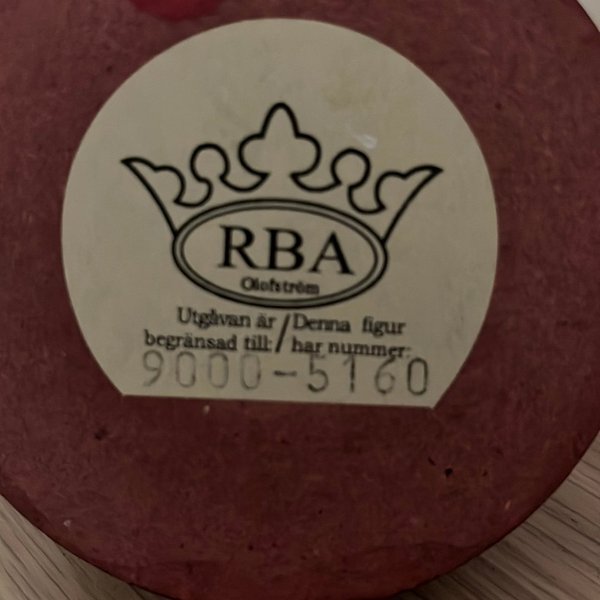 RBA
Olofström
Utgåvan är / Denna figur
begränsad till: / har nummer:
9000-5160